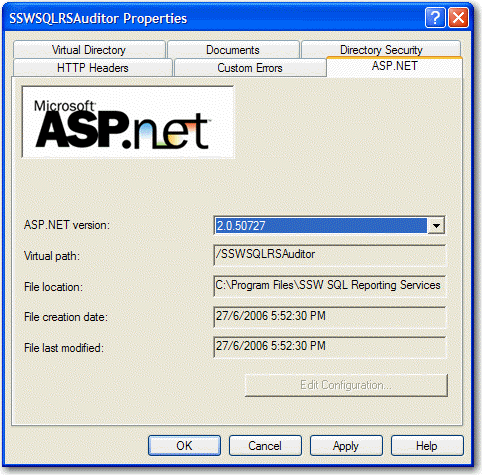 SSWSQLRSAuditor Properties
Virtual Directory Documents Directory Security
HTTP Headers Custom Errors ASP.NET
Microsoft
ASP.net
ASP.NET version: 2.0.50727
Virtual path: /SSWSQLRSAuditor
File location: C:\Program Files\SSW SQL Reporting Services
File creation date: 27/6/2006 5:52:30 PM
File last modified: 27/6/2006 5:52:30 PM
Edit Configuration...
OK Cancel Apply Help